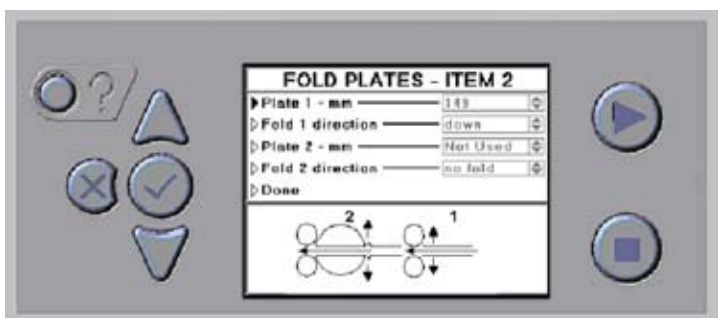 ?
FOLD PLATES - ITEM 2
Plate 1 - mm 149
Fold 1 direction down
Plate 2 - mm Not Used
Fold 2 direction no fold
Done
2 1